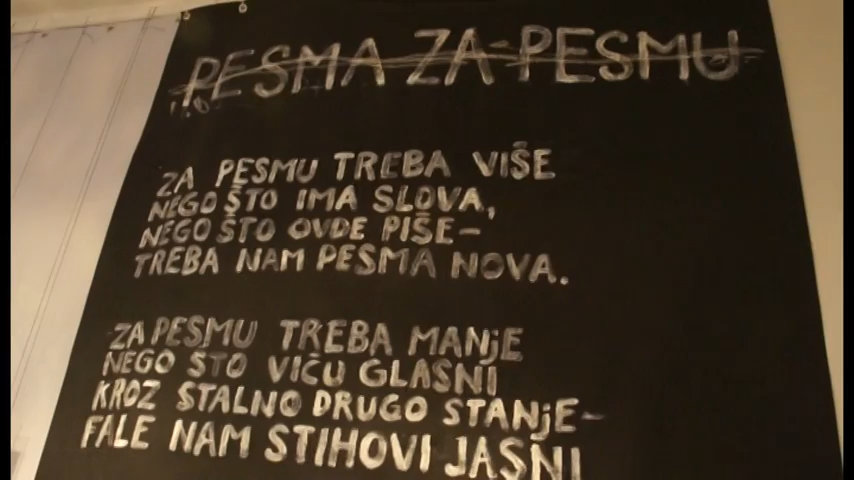 PESMA ZA PESMU
ZA PESMU TREBA VIŠE
NEGO ŠTO IMA SLOVA,
NEGO ŠTO OVDE PIŠE-
TREBA NAM PESMA NOVA.
ZA PESMU TREBA MANjE
NEGO ŠTO VIČU GLASNI
KROZ STALNO DRUGO STANjE-
FALE NAM STIHOVI JASNI